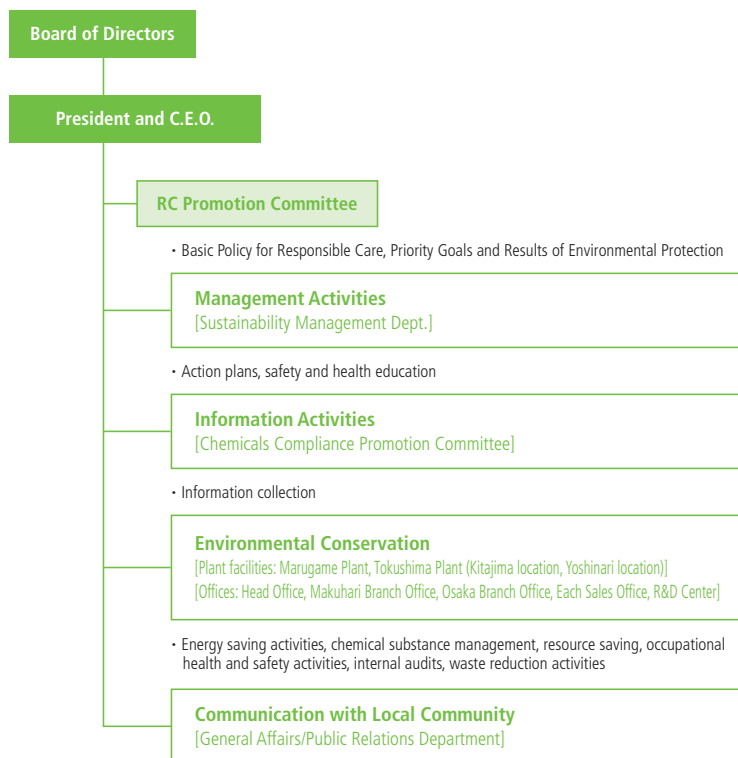 Board of Directors
President and C.E.O.
RC Promotion Committee
・Basic Policy for Responsible Care, Priority Goals and Results of Environmental Protection
Management Activities
[Sustainability Management Dept.]
・Action plans, safety and health education
Information Activities
[Chemicals Compliance Promotion Committee]
・Information collection
Environmental Conservation
[Plant facilities: Marugame Plant, Tokushima Plant (Kitajima location, Yoshinari location)]
[Offices: Head Office, Makuhari Branch Office, Osaka Branch Office, Each Sales Office, R&D Center]
・Energy saving activities, chemical substance management, resource saving, occupational
health and safety activities, internal audits, waste reduction activities
Communication with Local Community
[General Affairs/Public Relations Department]